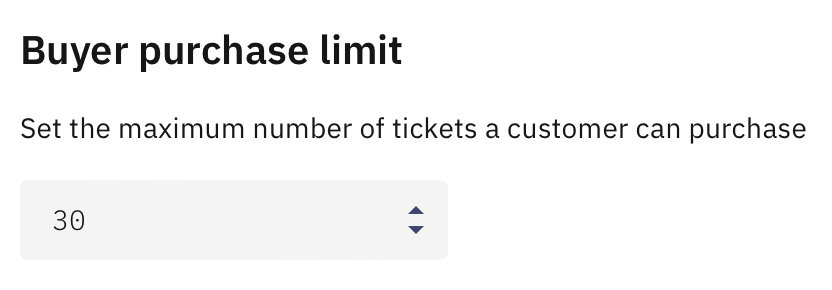 Buyer purchase limit
Set the maximum number of tickets a customer can purchase
30